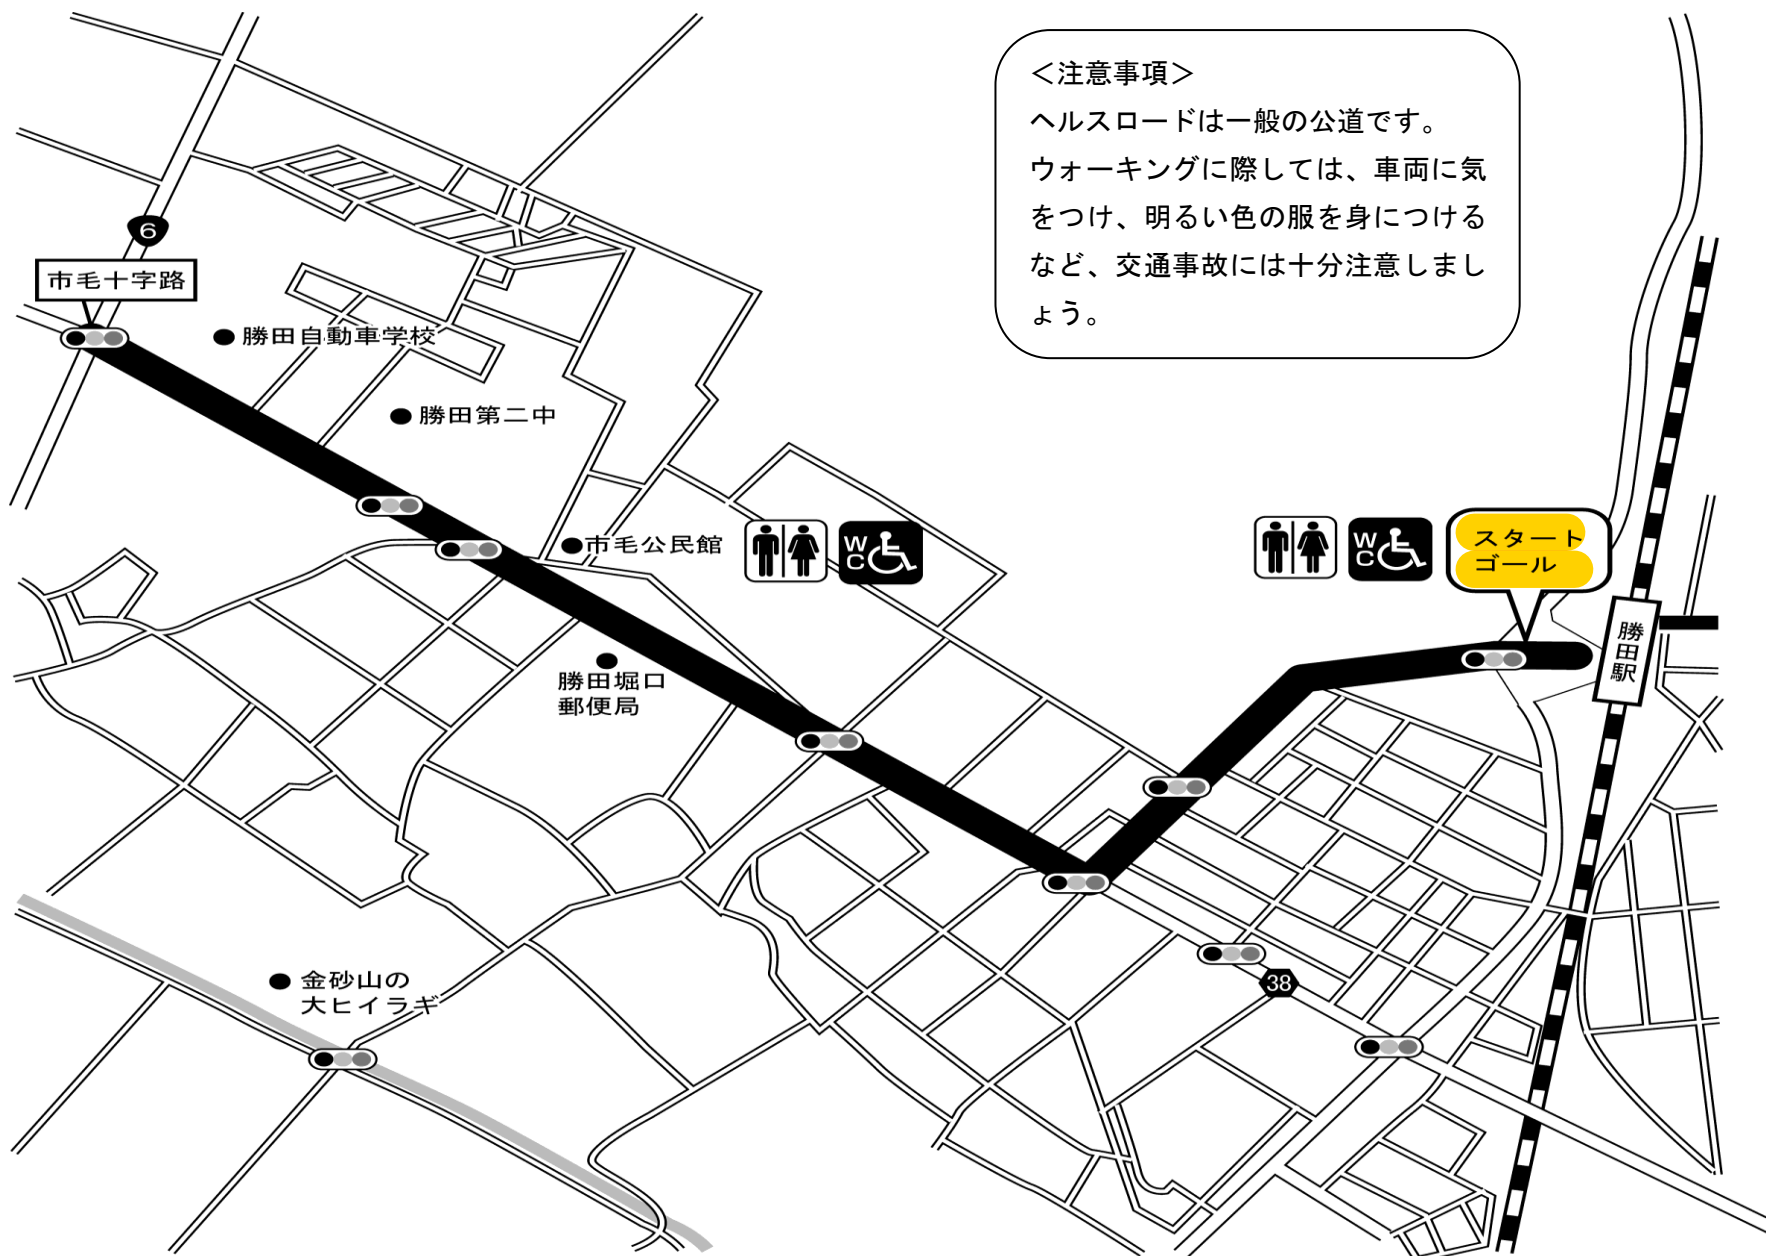 ＜注意事項＞
ヘルスロードは一般の公道です。
ウォーキングに際しては、車両に気
をつけ、明るい色の服を身につける
など、交通事故には十分注意しまし
ょう。
6
市毛十字路
勝田自動車学校
勝田第二中
市毛公民館
WC
WC
スタート
ゴール
勝田駅
勝田堀口
郵便局
金砂山の
大ヒイラギ
38